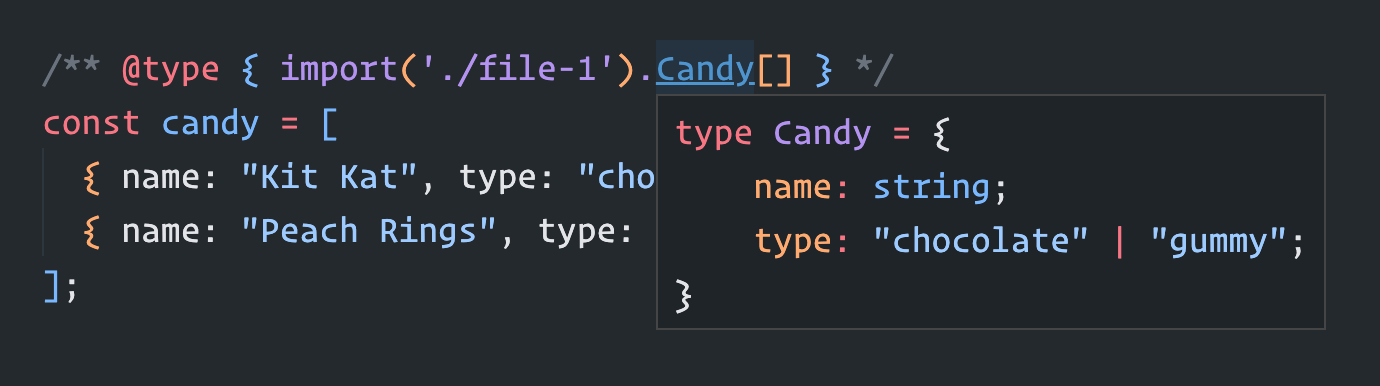 /** @type { import('./file-1').Candy[] } */
const candy = [
{ name: "Kit Kat", type: "cho
{ name: "Peach Rings", type:
];
type Candy = {
name: string;
type: "chocolate" | "gummy";
}